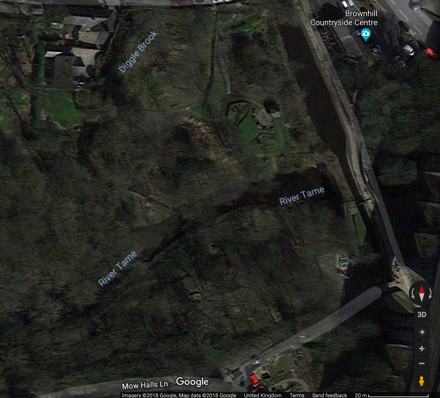 Brownhill
Countryside Centre
Diggle Brook
River Tame
River Tame
3D
Mow Halls Ln
Google
Imagery ©2018 Google, Map data ©2018 Google United Kingdom Terms Send feedback 20 m